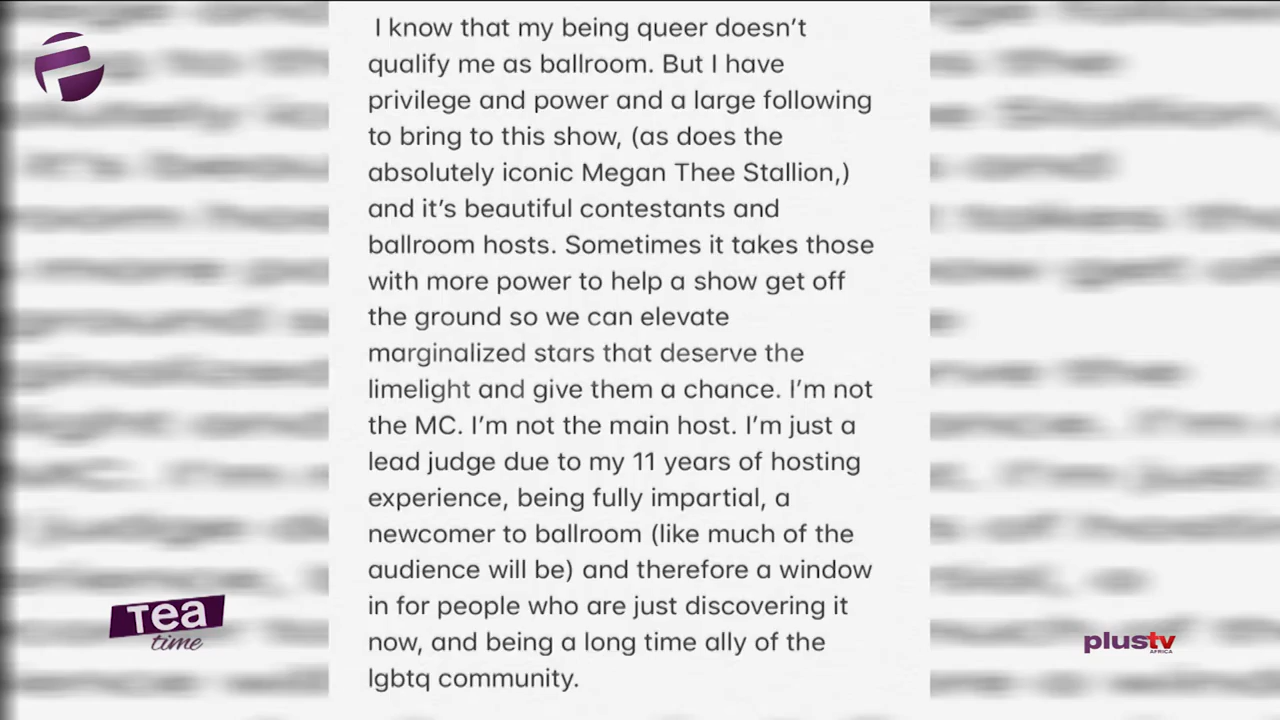 I know that my being queer doesn’t
qualify me as ballroom. But I have
privilege and power and a large following
to bring to this show, (as does the
absolutely iconic Megan Thee Stallion,)
and it’s beautiful contestants and
ballroom hosts. Sometimes it takes those
with more power to help a show get off
the ground so we can elevate
marginalized stars that deserve the
limelight and give them a chance. I’m not
the MC. I’m not the main host. I’m just a
lead judge due to my 11 years of hosting
experience, being fully impartial, a
newcomer to ballroom (like much of the
audience will be) and therefore a window
in for people who are just discovering it
now, and being a long time ally of the
lgbtq community.
Tea
time
plustv
AFRICA